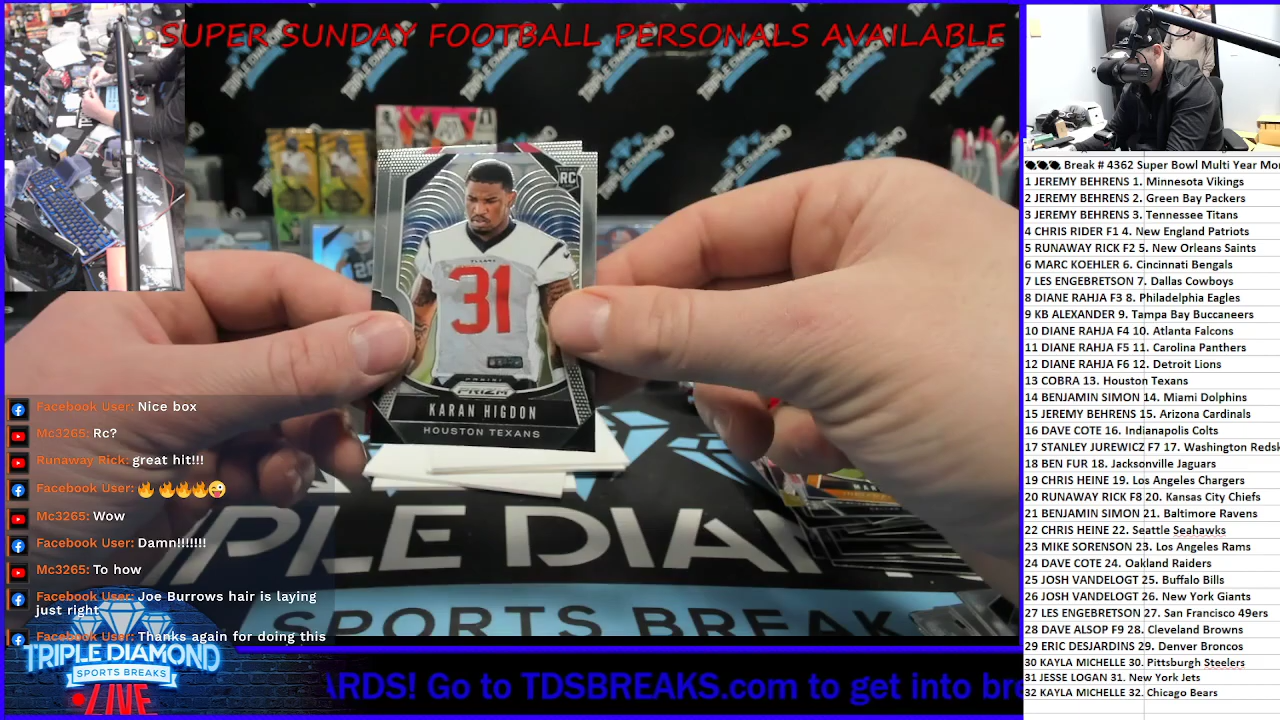 SUPER SUNDAY FOOTBALL PERSONALS AVAILABLE
RC
31
PANINI
PRIZM
KARAN HIGDON
HOUSTON TEXANS
Facebook User: Nice box
Mc3265: Rc?
Runaway Rick: great hit!!!
Facebook User: 🔥 🔥🔥🔥😜
Mc3265: Wow
Facebook User: Damn!!!!!!!
Mc3265: To how
Facebook User: Joe Burrows hair is laying
just right
Facebook User: Thanks again for doing this
TRIPLE DIAMOND
SPORTS BREAKS
LIVE
PLE DIAM
SPORTS BREAK
ARDS! Go to TDSBREAKS.com to get into br
Break # 4356 Super Bowl Multi Year Mo
1 JEREMY BEHRENS 1. Minnesota Vikings
2 JEREMY BEHRENS 2. Green Bay Packers
3 JEREMY BEHRENS 3. Tennessee Titans
4 CHRIS RIDER F1 4. New England Patriots
5 RUNAWAY RICK F2 5. New Orleans Saints
6 MARC KOEHLER 6. Cincinnati Bengals
7 LES ENGEBRETSON 7. Dallas Cowboys
8 DIANE RAHJA F3 8. Philadelphia Eagles
9 KB ALEXANDER 9. Tampa Bay Buccaneers
10 DIANE RAHJA F4 10. Atlanta Falcons
11 DIANE RAHJA F5 11. Carolina Panthers
12 DIANE RAHJA F6 12. Detroit Lions
13 COBRA 13. Houston Texans
14 BENJAMIN SIMON 14. Miami Dolphins
15 JEREMY BEHRENS 15. Arizona Cardinals
16 DAVE COTE 16. Indianapolis Colts
17 STANLEY JUREWICZ F7 17. Washington Redsk
18 BEN FUR 18. Jacksonville Jaguars
19 CHRIS HEINE 19. Los Angeles Chargers
20 RUNAWAY RICK F8 20. Kansas City Chiefs
21 BENJAMIN SIMON 21. Baltimore Ravens
22 CHRIS HEINE 22. Seattle Seahawks
23 MIKE SORENSON 23. Los Angeles Rams
24 DAVE COTE 24. Oakland Raiders
25 JOSH VANDELOGT 25. Buffalo Bills
26 JOSH VANDELOGT 26. New York Giants
27 LES ENGEBRETSON 27. San Francisco 49ers
28 DAVE ALSOP F9 28. Cleveland Browns
29 ERIC F10 29. Denver Broncos
30 KAYLA MICHELLE 30. Pittsburgh Steelers
31 JESSE LOGAN 31. New York Jets
32 KAYLA MICHELLE 32. Chicago Bears